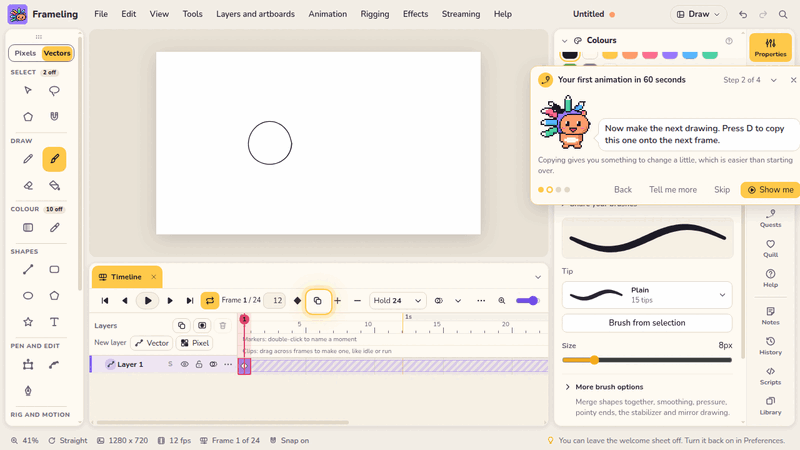 Frameling
File
Edit
View
Tools
Layers and artboards
Animation
Rigging
Effects
Streaming
Help
Untitled
Draw
Pixels
Vectors
SELECT
2 off
DRAW
COLOUR
10 off
SHAPES
PEN AND EDIT
RIG AND MOTION
Colours
Properties
Your first animation in 60 seconds
Step 2 of 4
Now make the next drawing. Press D to copy
this one onto the next frame.
Copying gives you something to change a little, which is easier than starting
over.
Back
Tell me more
Skip
Show me
Share your brushes
Tip
Plain
15 tips
Brush from selection
Size
8px
More brush options
Merge shapes together, smoothing, pressure,
pointy ends, the stabilizer and mirror drawing.
Quests
Quill
Help
Notes
History
Scripts
Library
Timeline
Frame 1 / 24
12
Hold 24
Layers
1
5
10
1s
15
20
New layer
Vector
Pixel
Markers: double-click to name a moment
Clips: drag across frames to make one, like idle or run
Layer 1
S
41%
Straight
1280 x 720
12 fps
Frame 1 of 24
Snap on
You can leave the welcome sheet off. Turn it back on in Preferences.